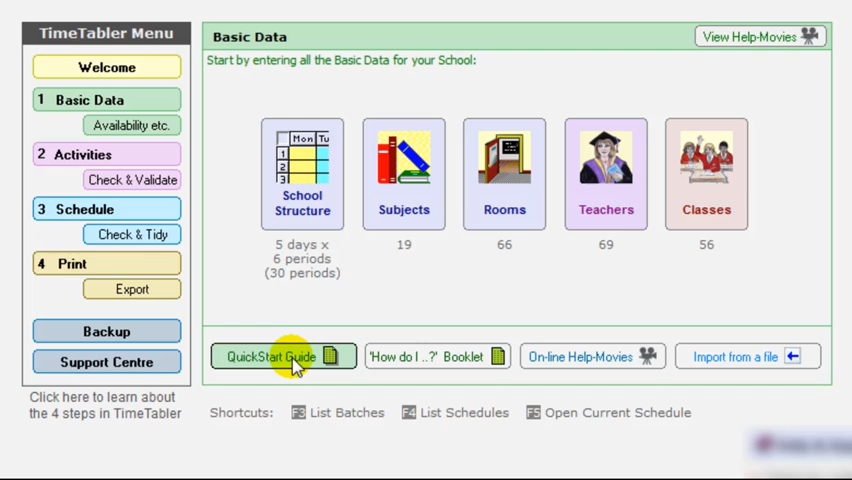 TimeTabler Menu
Welcome
1 Basic Data
Availability etc.
2 Activities
Check & Validate
3 Schedule
Check & Tidy
4 Print
Export
Backup
Support Centre
Click here to learn about
the 4 steps in TimeTabler
Basic Data
View Help-Movies
Start by entering all the Basic Data for your School:
Mon Tu
1
2
3
School
Structure
Subjects
Rooms
Teachers
Classes
5 days x
6 periods
(30 periods)
19
66
69
56
QuickStart Guide
'How do I ..?' Booklet
On-line Help-Movies
Import from a file
Shortcuts: F3 List Batches F4 List Schedules F5 Open Current Schedule